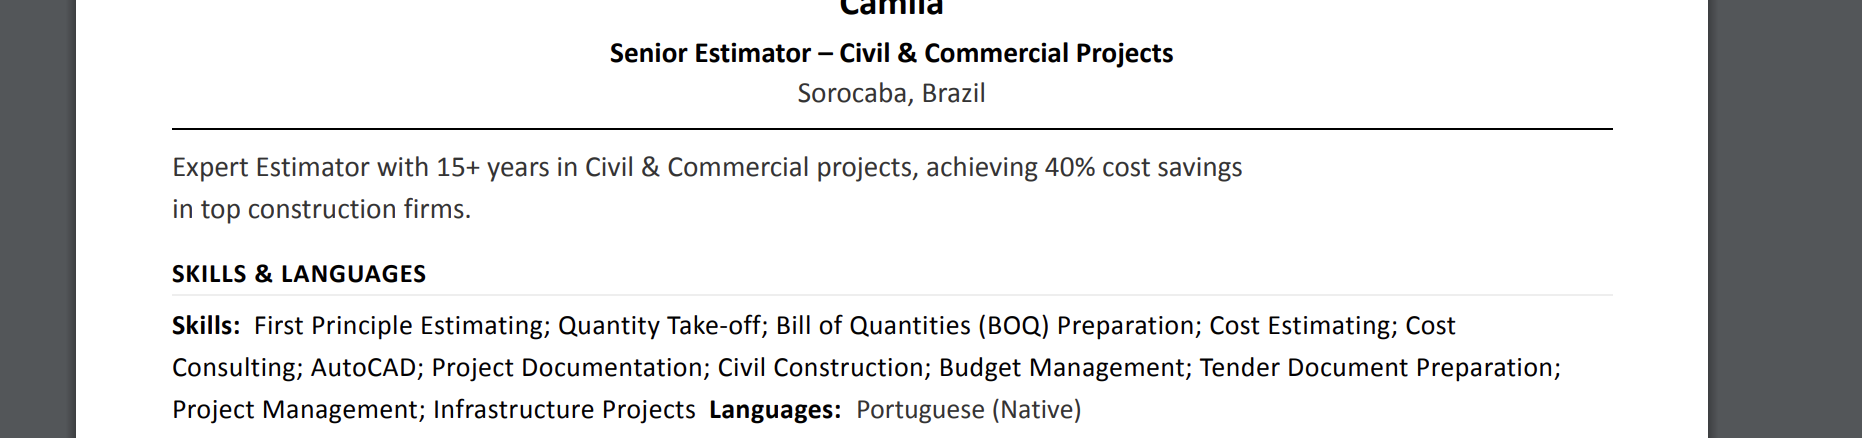 Camila
Senior Estimator – Civil & Commercial Projects
Sorocaba, Brazil
Expert Estimator with 15+ years in Civil & Commercial projects, achieving 40% cost savings
in top construction firms.
SKILLS & LANGUAGES
Skills: First Principle Estimating; Quantity Take-off; Bill of Quantities (BOQ) Preparation; Cost Estimating; Cost
Consulting; AutoCAD; Project Documentation; Civil Construction; Budget Management; Tender Document Preparation;
Project Management; Infrastructure Projects Languages: Portuguese (Native)